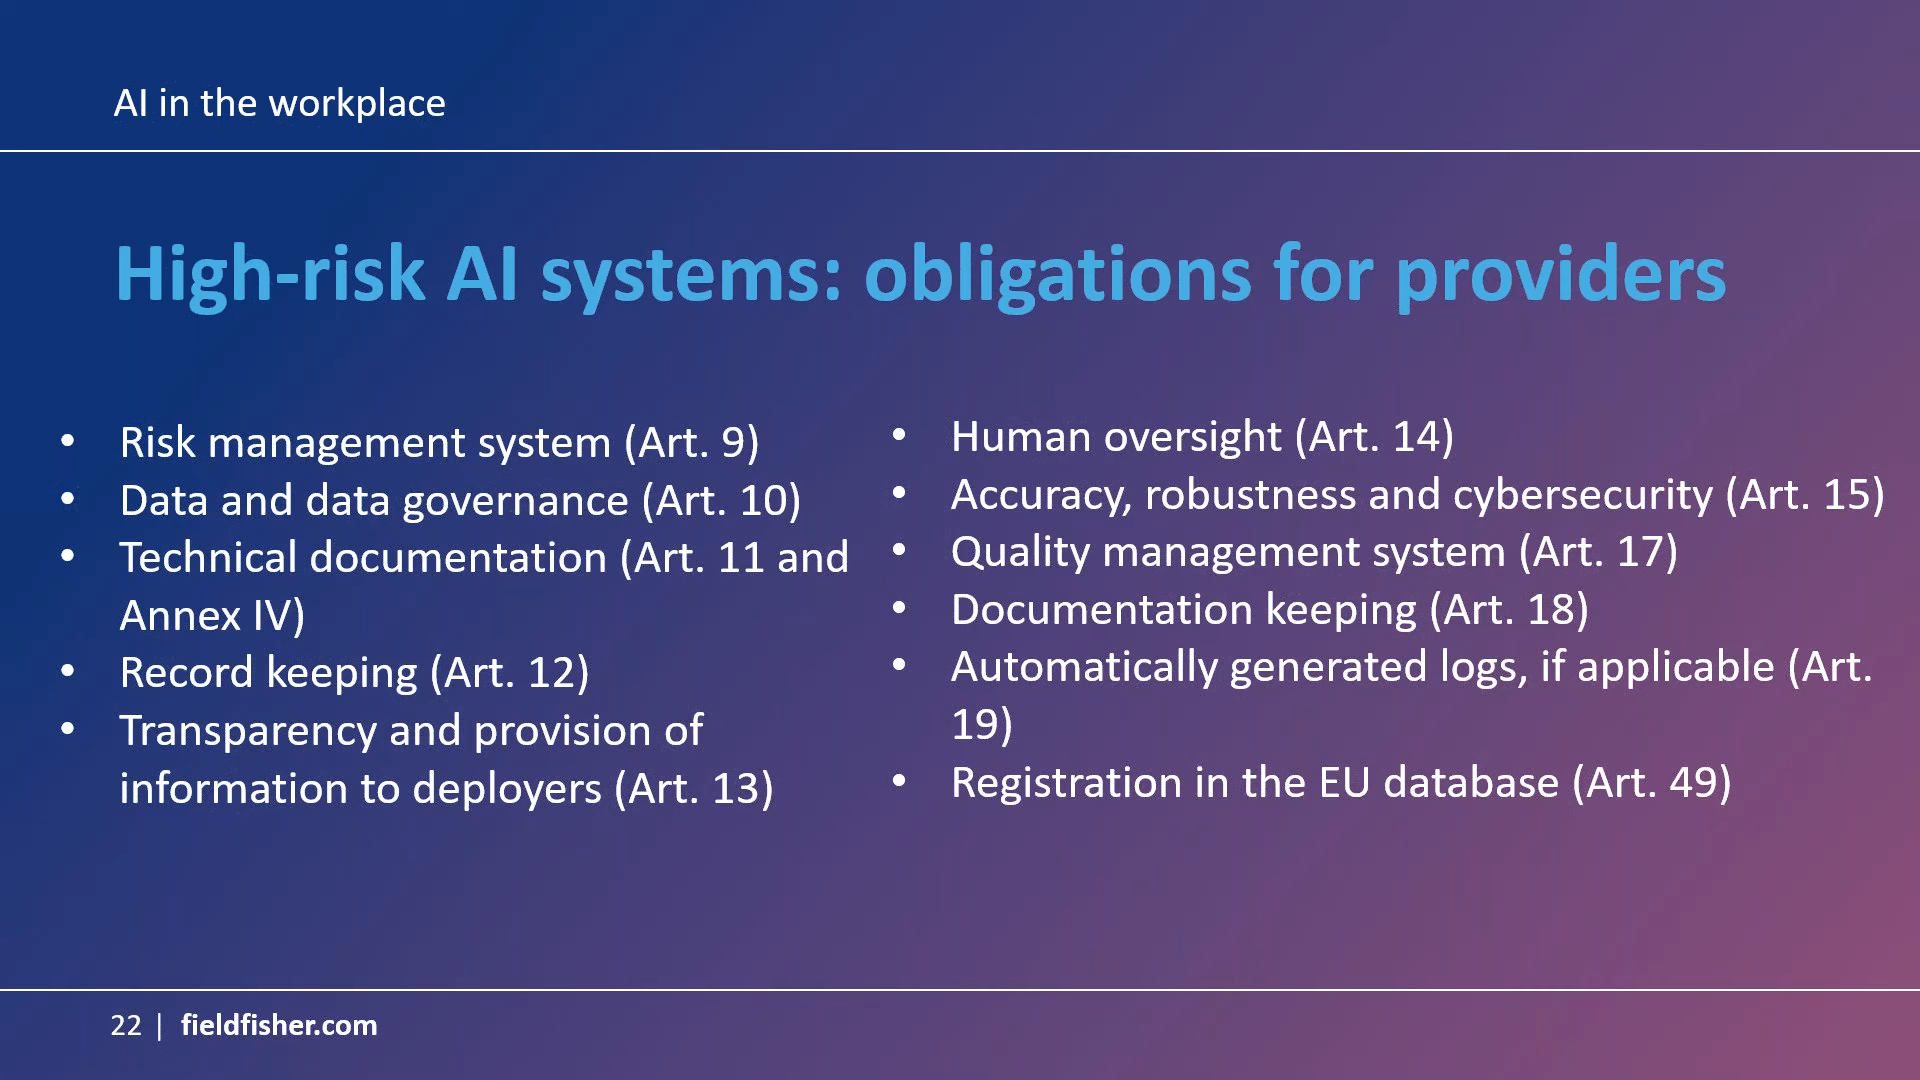 AI in the workplace
High-risk AI systems: obligations for providers
• Risk management system (Art. 9)
• Data and data governance (Art. 10)
• Technical documentation (Art. 11 and
Annex IV)
• Record keeping (Art. 12)
• Transparency and provision of
information to deployers (Art. 13)
• Human oversight (Art. 14)
• Accuracy, robustness and cybersecurity (Art. 15)
• Quality management system (Art. 17)
• Documentation keeping (Art. 18)
• Automatically generated logs, if applicable (Art.
19)
• Registration in the EU database (Art. 49)
22 | fieldfisher.com